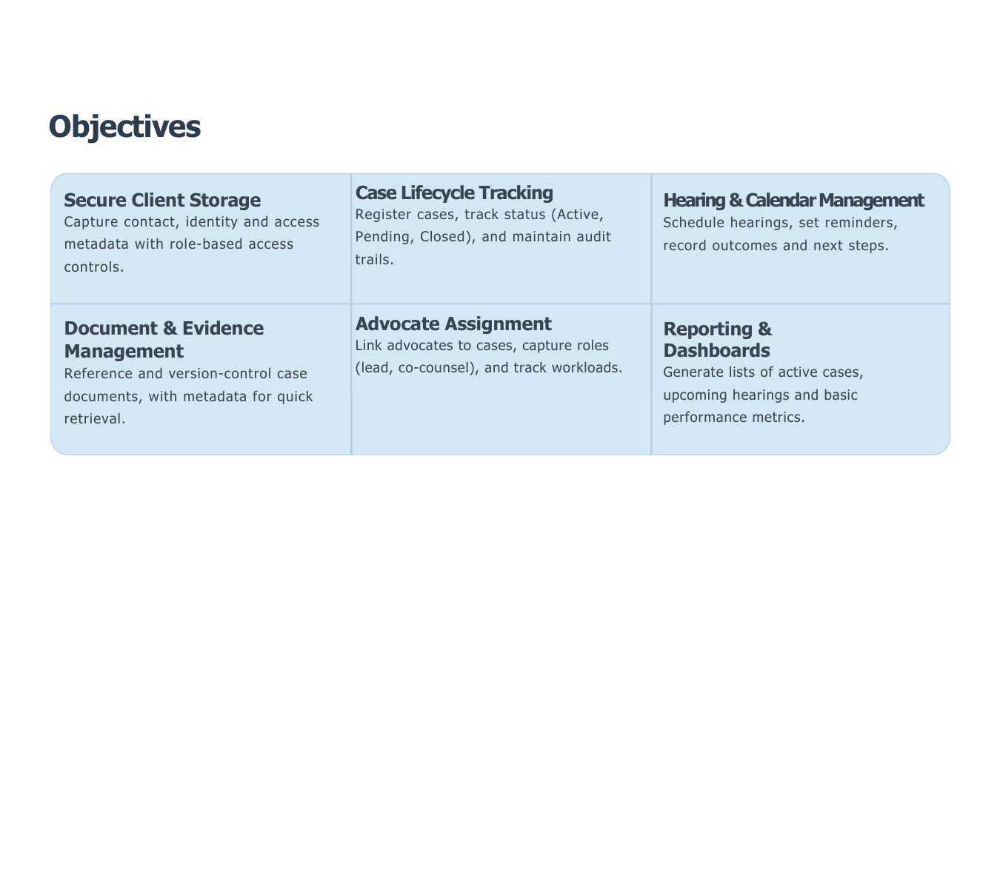 Objectives
Secure Client Storage
Capture contact, identity and access
metadata with role-based access
controls.
Case Lifecycle Tracking
Register cases, track status (Active,
Pending, Closed), and maintain audit
trails.
Hearing & Calendar Management
Schedule hearings, set reminders,
record outcomes and next steps.
Document & Evidence
Management
Reference and version-control case
documents, with metadata for quick
retrieval.
Advocate Assignment
Link advocates to cases, capture roles
(lead, co-counsel), and track workloads.
Reporting &
Dashboards
Generate lists of active cases,
upcoming hearings and basic
performance metrics.